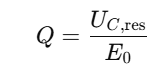 Q = \frac{U_{C,\text{res}}}{E_0}